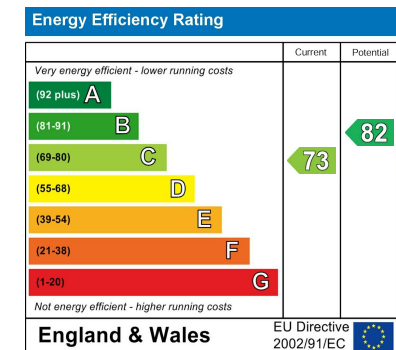 Energy Efficiency Rating
Current Potential
Very energy efficient - lower running costs
(92 plus) A
(81-91) B
82
(69-80) C
73
(55-68) D
(39-54) E
(21-38) F
(1-20) G
Not energy efficient - higher running costs
England & Wales
EU Directive
2002/91/EC